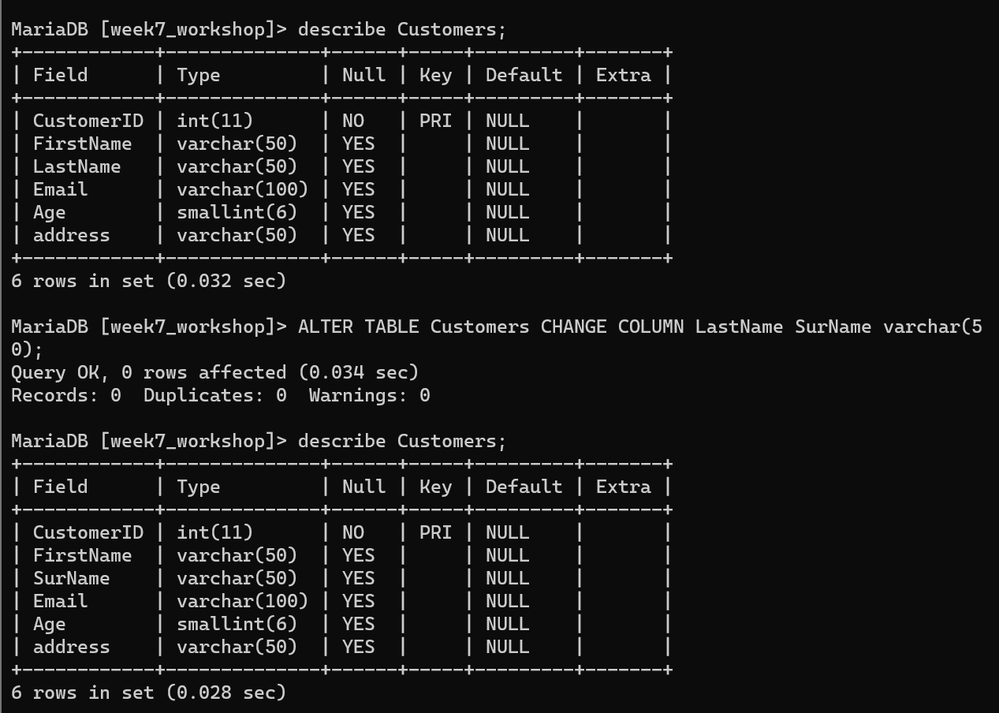 MariaDB [week7_workshop]> describe Customers;
+------------+--------------+------+-----+---------+-------+
| Field      | Type         | Null | Key | Default | Extra |
+------------+--------------+------+-----+---------+-------+
| CustomerID | int(11)      | NO   | PRI | NULL    |       |
| FirstName  | varchar(50)  | YES  |     | NULL    |       |
| LastName   | varchar(50)  | YES  |     | NULL    |       |
| Email      | varchar(100) | YES  |     | NULL    |       |
| Age        | smallint(6)  | YES  |     | NULL    |       |
| address    | varchar(50)  | YES  |     | NULL    |       |
+------------+--------------+------+-----+---------+-------+
6 rows in set (0.032 sec)

MariaDB [week7_workshop]> ALTER TABLE Customers CHANGE COLUMN LastName SurName varchar(5
0);
Query OK, 0 rows affected (0.034 sec)
Records: 0  Duplicates: 0  Warnings: 0

MariaDB [week7_workshop]> describe Customers;
+------------+--------------+------+-----+---------+-------+
| Field      | Type         | Null | Key | Default | Extra |
+------------+--------------+------+-----+---------+-------+
| CustomerID | int(11)      | NO   | PRI | NULL    |       |
| FirstName  | varchar(50)  | YES  |     | NULL    |       |
| SurName    | varchar(50)  | YES  |     | NULL    |       |
| Email      | varchar(100) | YES  |     | NULL    |       |
| Age        | smallint(6)  | YES  |     | NULL    |       |
| address    | varchar(50)  | YES  |     | NULL    |       |
+------------+--------------+------+-----+---------+-------+
6 rows in set (0.028 sec)